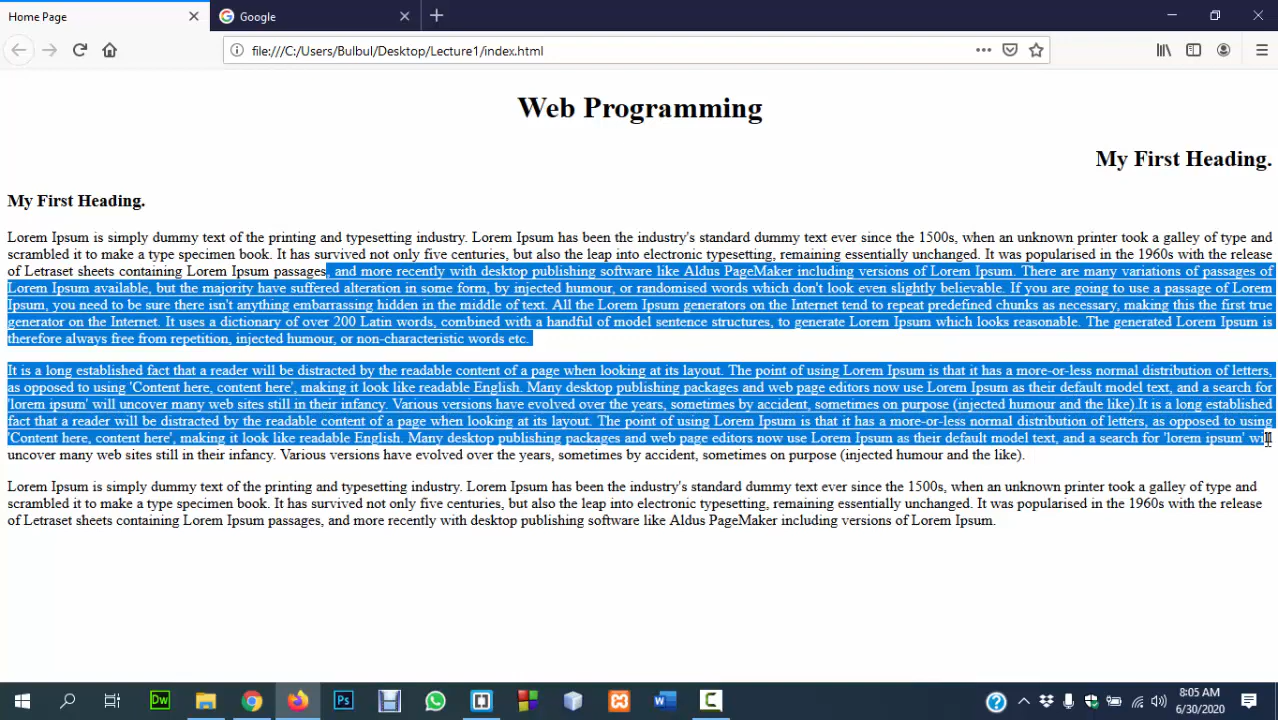 Home Page
Google
file:///C:/Users/Bulbul/Desktop/Lecture1/index.html
Web Programming
My First Heading.
My First Heading.
Lorem Ipsum is simply dummy text of the printing and typesetting industry. Lorem Ipsum has been the industry's standard dummy text ever since the 1500s, when an unknown printer took a galley of type and
scrambled it to make a type specimen book. It has survived not only five centuries, but also the leap into electronic typesetting, remaining essentially unchanged. It was popularised in the 1960s with the release
of Letraset sheets containing Lorem Ipsum passages, and more recently with desktop publishing software like Aldus PageMaker including versions of Lorem Ipsum. There are many variations of passages of
Lorem Ipsum available, but the majority have suffered alteration in some form, by injected humour, or randomised words which don't look even slightly believable. If you are going to use a passage of Lorem
Ipsum, you need to be sure there isn't anything embarrassing hidden in the middle of text. All the Lorem Ipsum generators on the Internet tend to repeat predefined chunks as necessary, making this the first true
generator on the Internet. It uses a dictionary of over 200 Latin words, combined with a handful of model sentence structures, to generate Lorem Ipsum which looks reasonable. The generated Lorem Ipsum is
therefore always free from repetition, injected humour, or non-characteristic words etc.
It is a long established fact that a reader will be distracted by the readable content of a page when looking at its layout. The point of using Lorem Ipsum is that it has a more-or-less normal distribution of letters,
as opposed to using 'Content here, content here', making it look like readable English. Many desktop publishing packages and web page editors now use Lorem Ipsum as their default model text, and a search for
'lorem ipsum' will uncover many web sites still in their infancy. Various versions have evolved over the years, sometimes by accident, sometimes on purpose (injected humour and the like).It is a long established
fact that a reader will be distracted by the readable content of a page when looking at its layout. The point of using Lorem Ipsum is that it has a more-or-less normal distribution of letters, as opposed to using
'Content here, content here', making it look like readable English. Many desktop publishing packages and web page editors now use Lorem Ipsum as their default model text, and a search for 'lorem ipsum' will
uncover many web sites still in their infancy. Various versions have evolved over the years, sometimes by accident, sometimes on purpose (injected humour and the like).
Lorem Ipsum is simply dummy text of the printing and typesetting industry. Lorem Ipsum has been the industry's standard dummy text ever since the 1500s, when an unknown printer took a galley of type and
scrambled it to make a type specimen book. It has survived not only five centuries, but also the leap into electronic typesetting, remaining essentially unchanged. It was popularised in the 1960s with the release
of Letraset sheets containing Lorem Ipsum passages, and more recently with desktop publishing software like Aldus PageMaker including versions of Lorem Ipsum.
Dw
Ps
8:05 AM
6/30/2020